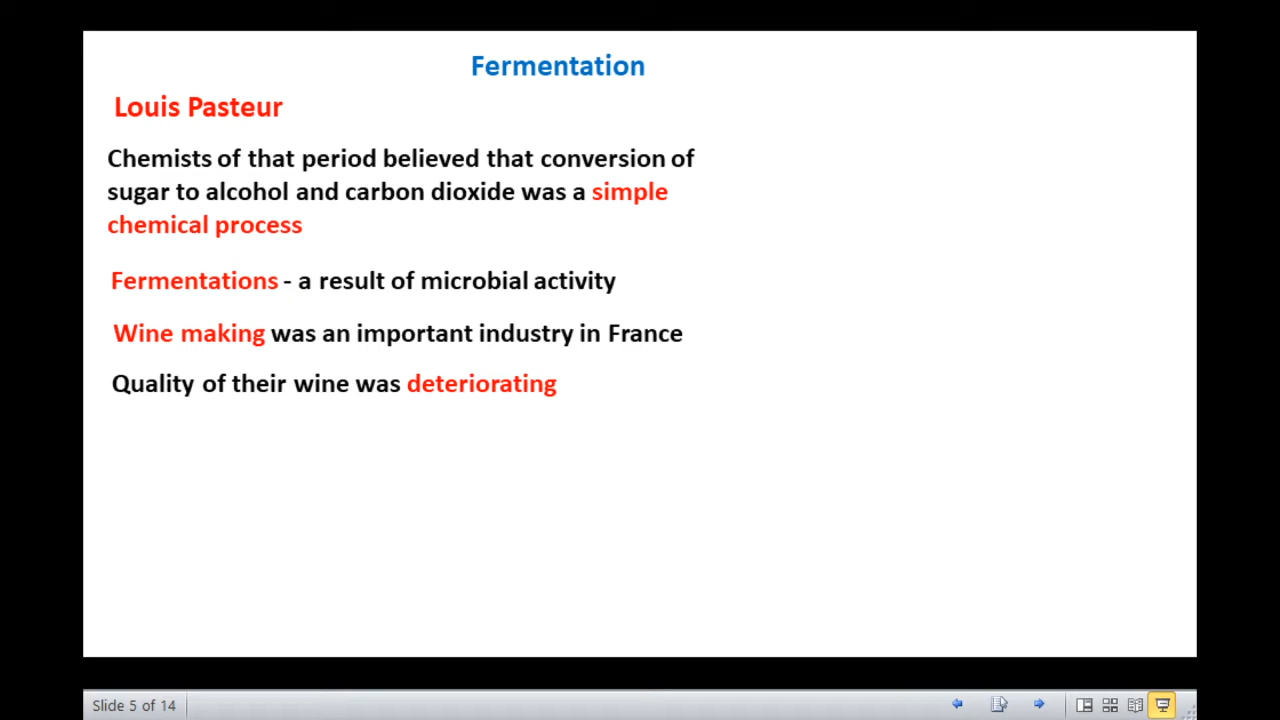 Fermentation
Louis Pasteur
Chemists of that period believed that conversion of
sugar to alcohol and carbon dioxide was a simple
chemical process
Fermentations - a result of microbial activity
Wine making was an important industry in France
Quality of their wine was deteriorating
Slide 5 of 14